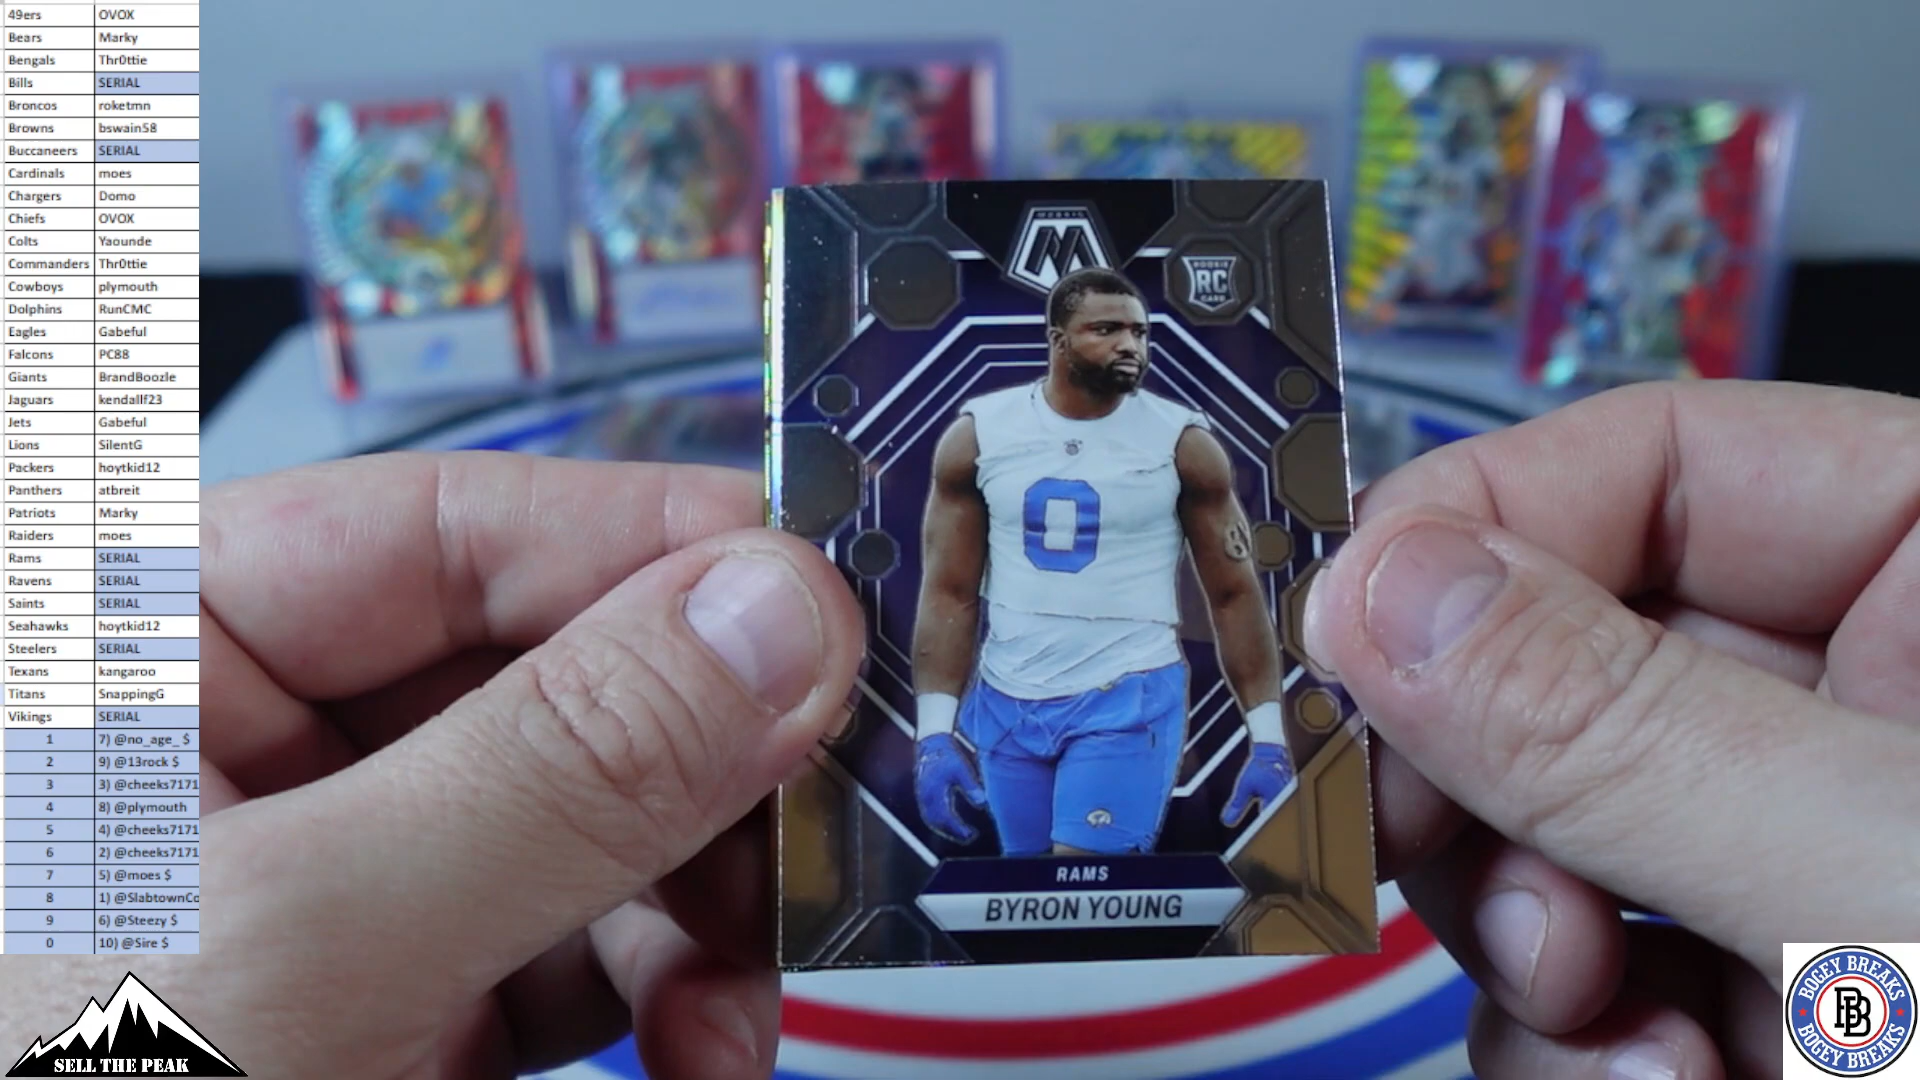 49ers OVOX
Bears Marky
Bengals Thr0ttie
Bills SERIAL
Broncos roketmn
Browns bswain58
Buccaneers SERIAL
Cardinals moes
Chargers Domo
Chiefs OVOX
Colts Yaounde
Commanders Thr0ttie
Cowboys plymouth
Dolphins RunCMC
Eagles Gabeful
Falcons PC88
Giants BrandBoozle
Jaguars kendallf23
Jets Gabeful
Lions SilentG
Packers hoytkid12
Panthers atbreit
Patriots Marky
Raiders moes
Rams SERIAL
Ravens SERIAL
Saints SERIAL
Seahawks hoytkid12
Steelers SERIAL
Texans kangaroo
Titans SnappingG
Vikings SERIAL
1 7) @no_age_ $
2 9) @13rock $
3 3) @cheeks7171
4 8) @plymouth
5 4) @cheeks7171
6 2) @cheeks7171
7 5) @moes $
8 1) @SlabtownCo
9 6) @Steezy $
0 10) @Sire $
SELL THE PEAK
MOSAIC
M
ROOKIE
RC
CARD
0
RAMS
BYRON YOUNG
BOGEY BREAKS
BB
BOGEY BREAKS